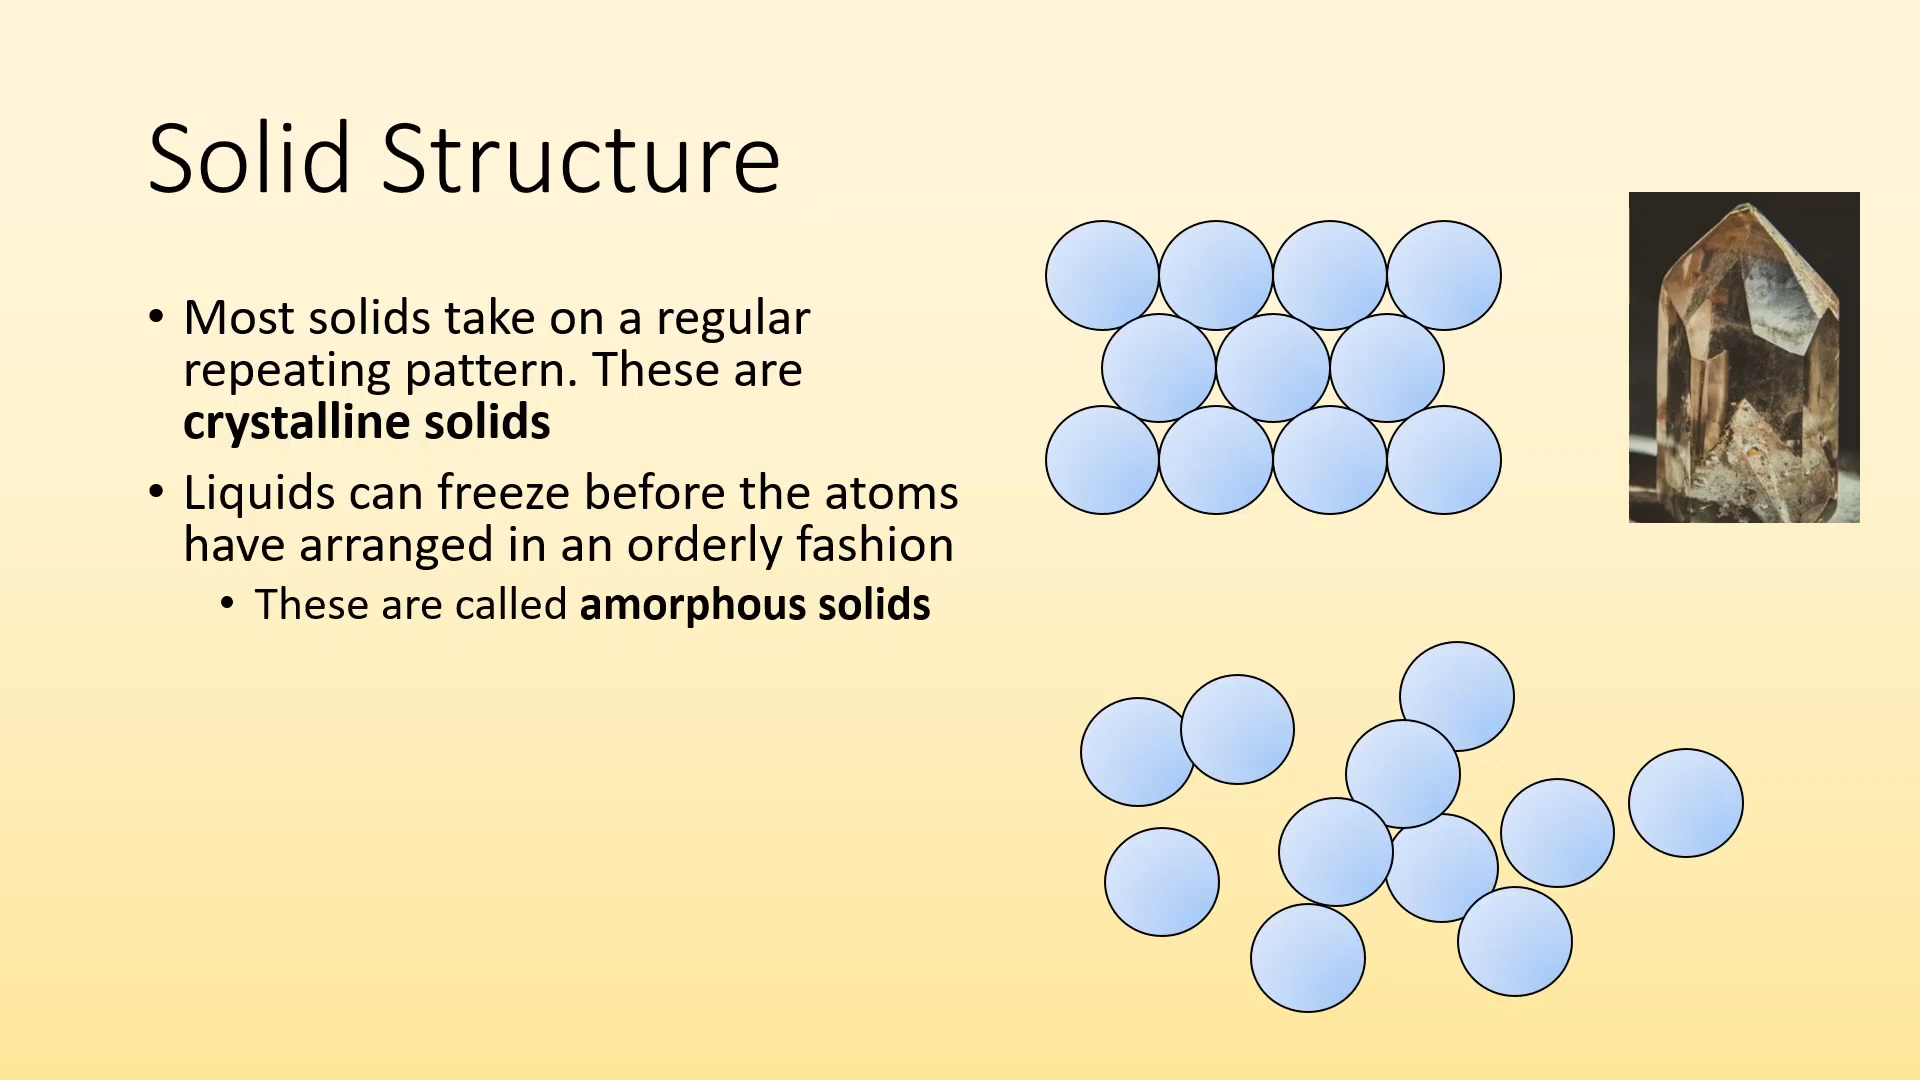 Solid Structure
• Most solids take on a regular
repeating pattern. These are
crystalline solids
• Liquids can freeze before the atoms
have arranged in an orderly fashion
• These are called amorphous solids